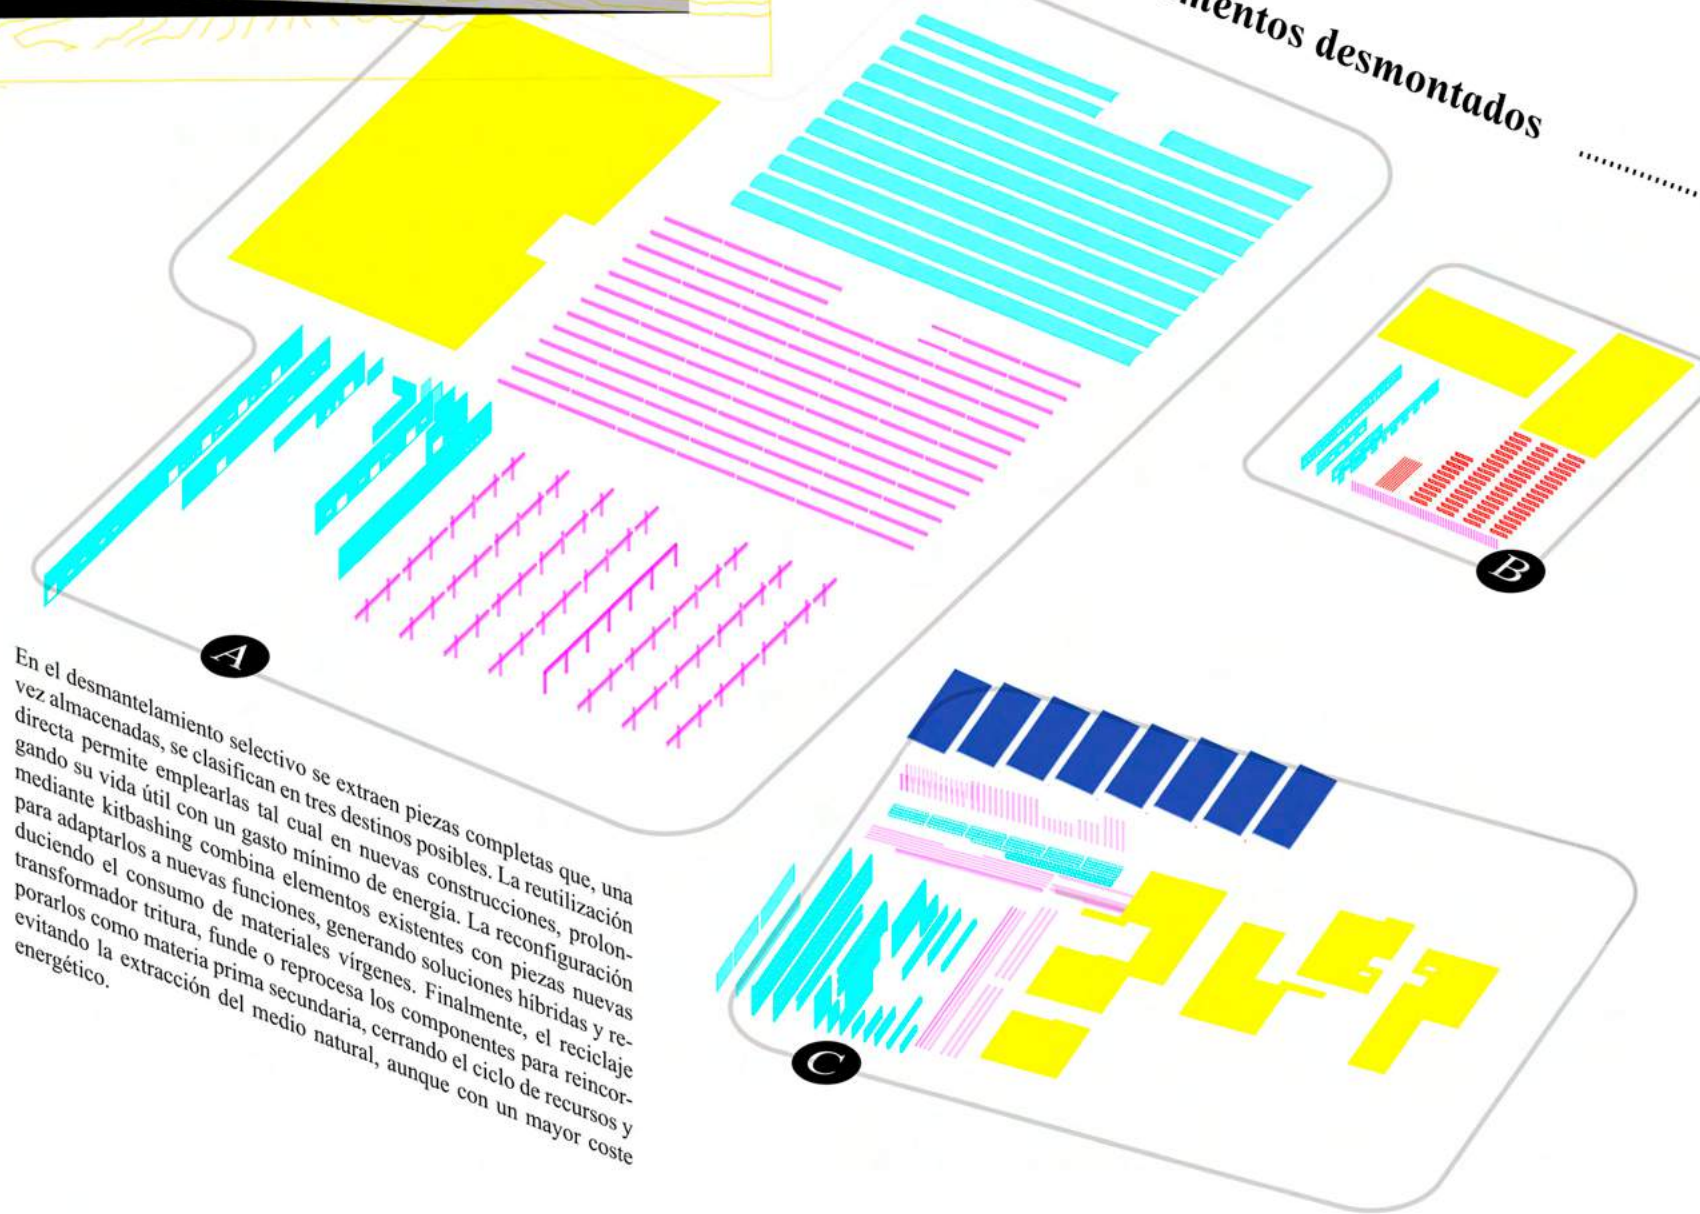 desmontados
A
B
C
En el desmantelamiento selectivo se extraen piezas completas que, una
vez almacenadas, se clasifican en tres destinos posibles. La reutilización
directa permite emplearlas tal cual en nuevas construcciones, prolon-
gando su vida útil con un gasto mínimo de energía. La reconfiguración
mediante kitbashing combina elementos existentes con piezas nuevas
para adaptarlos a nuevas funciones, generando soluciones híbridas y re-
duciendo el consumo de materiales vírgenes. Finalmente, el reciclaje
transformador tritura, funde o reprocesa los componentes para reincor-
porarlos como materia prima secundaria, cerrando el ciclo de recursos y
evitando la extracción del medio natural, aunque con un mayor coste
energético.